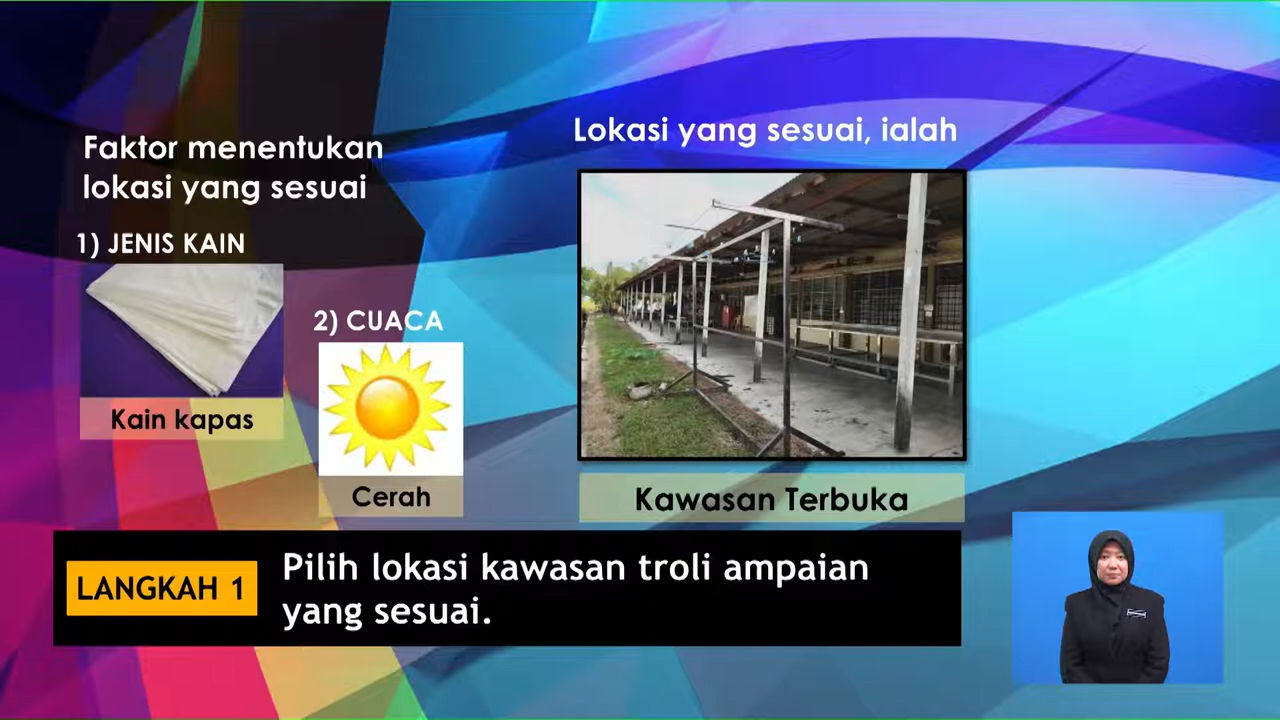 Faktor menentukan
lokasi yang sesuai
1) JENIS KAIN
Kain kapas
2) CUACA
Cerah
Lokasi yang sesuai, ialah
Kawasan Terbuka
LANGKAH 1
Pilih lokasi kawasan troli ampaian
yang sesuai.